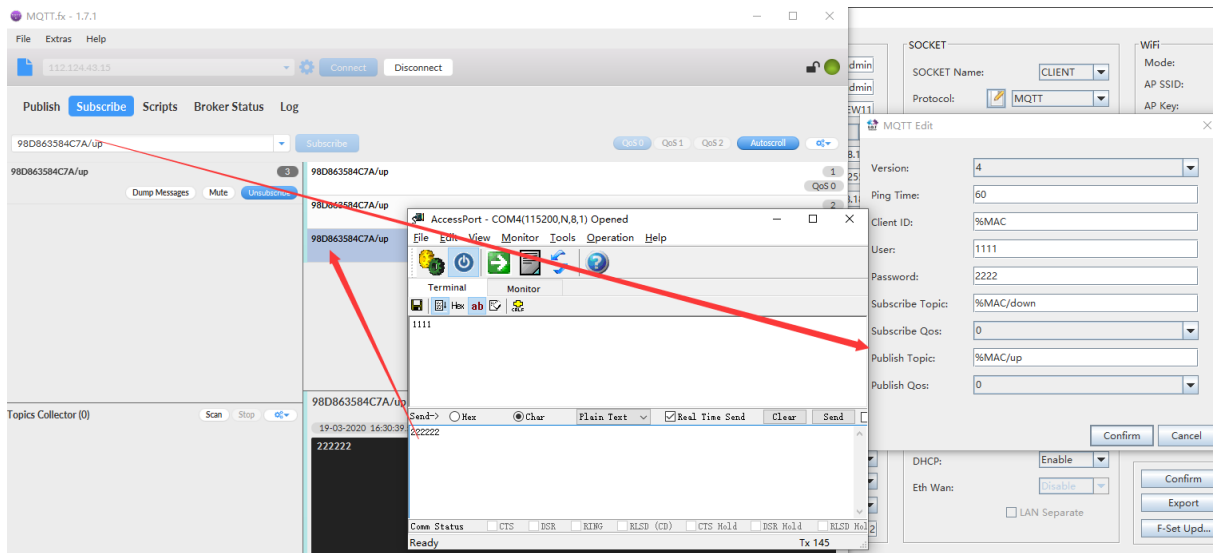 MQTT.fx - 1.7.1
File Extras Help
112.124.43.15
Connect
Disconnect
Publish Subscribe Scripts Broker Status Log
98D863584C7A/up
Subscribe
QoS 0 QoS 1 QoS 2 Autoscroll
98D863584C7A/up
3
Dump Messages Mute Unsubscribe
98D863584C7A/up
1
QoS 0
98D863584C7A/up
2
98D863584C7A/up
Topics Collector (0)
Scan Stop
98D863584C7A/up
19-03-2020 16:30:39.
222222
AccessPort - COM4(115200,N,8,1) Opened
File Edit View Monitor Tools Operation Help
Terminal Monitor
Hex ab
1111
Send-> Hex Char Plain Text Real Time Send Clear Send
222222
Comm Status CTS DSR RING RLSD (CD) CTS Hold DSR Hold RLSD Hol
Ready
Tx 145
dmin
dmin
EW11
SOCKET
SOCKET Name: CLIENT
Protocol: MQTT
WiFi
Mode:
AP SSID:
AP Key:
MQTT Edit
Version: 4
Ping Time: 60
Client ID: %MAC
User: 1111
Password: 2222
Subscribe Topic: %MAC/down
Subscribe Qos: 0
Publish Topic: %MAC/up
Publish Qos: 0
Confirm Cancel
DHCP: Enable
Eth Wan: Disable
LAN Separate
Confirm
Export
F-Set Upd...